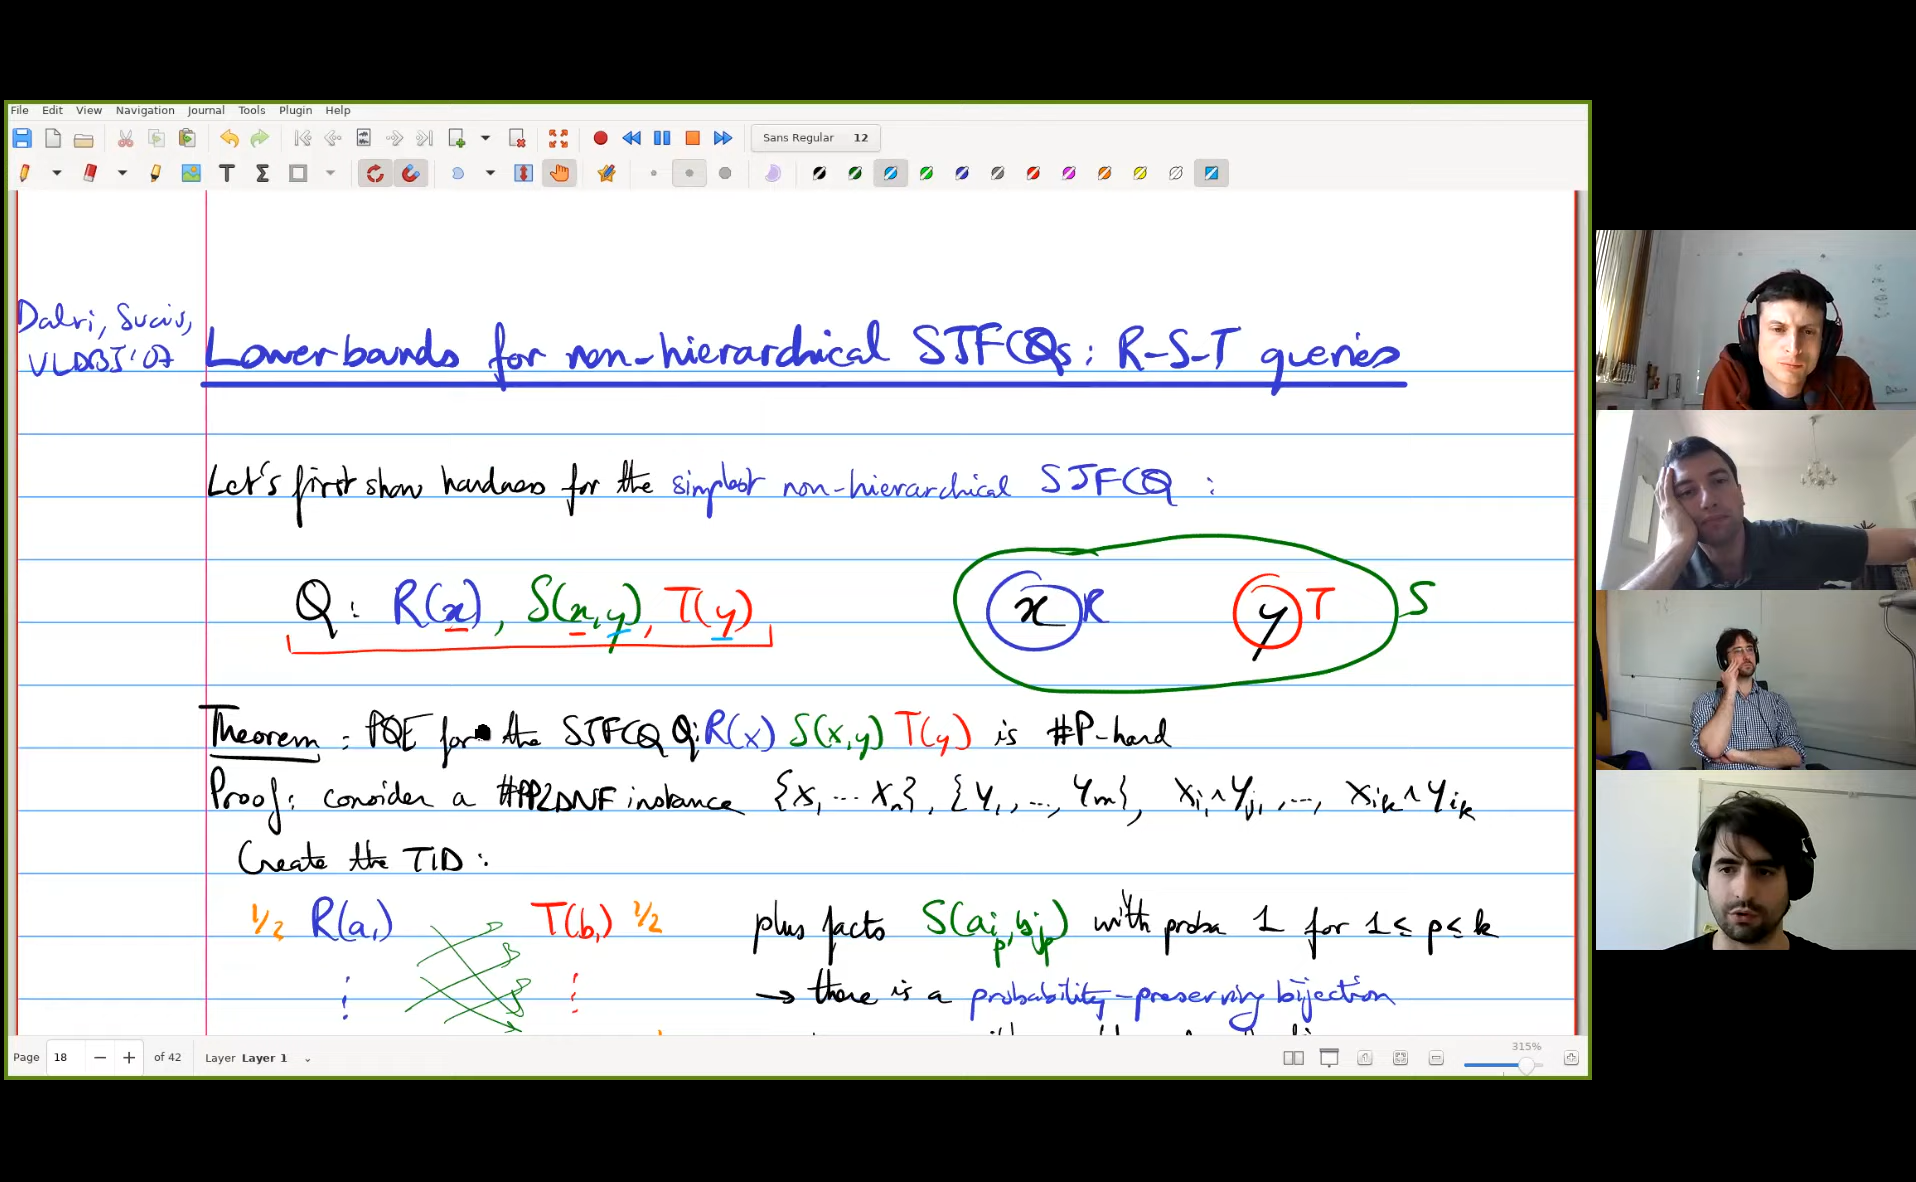 File Edit View Navigation Journal Tools Plugin Help
Sans Regular 12
Dalvi, Suciu,
VLDBJ'07
Lower bounds for non-hierarchical SJFCQs: R-S-T queries
Let's first show hardness for the simplest non-hierarchical SJFCQ:
Q: R(x), S(x,y), T(y)
x R y T S
Theorem: PQE for the SJFCQ Q: R(x) S(x,y) T(y) is #P-hard
Proof: consider a #PP2DNF instance {X1 ... Xn}, {Y1, ..., Ym}, Xi1 ∧ Yj1, ..., Xik ∧ Yik
Create the TID:
1/2 R(a1) T(b1) 1/2 plus facts S(aip, bjp) with proba 1 for 1 ≤ p ≤ k
⋮ ⋮ → there is a probability-preserving bijection
Page 18 of 42 Layer Layer 1 315%